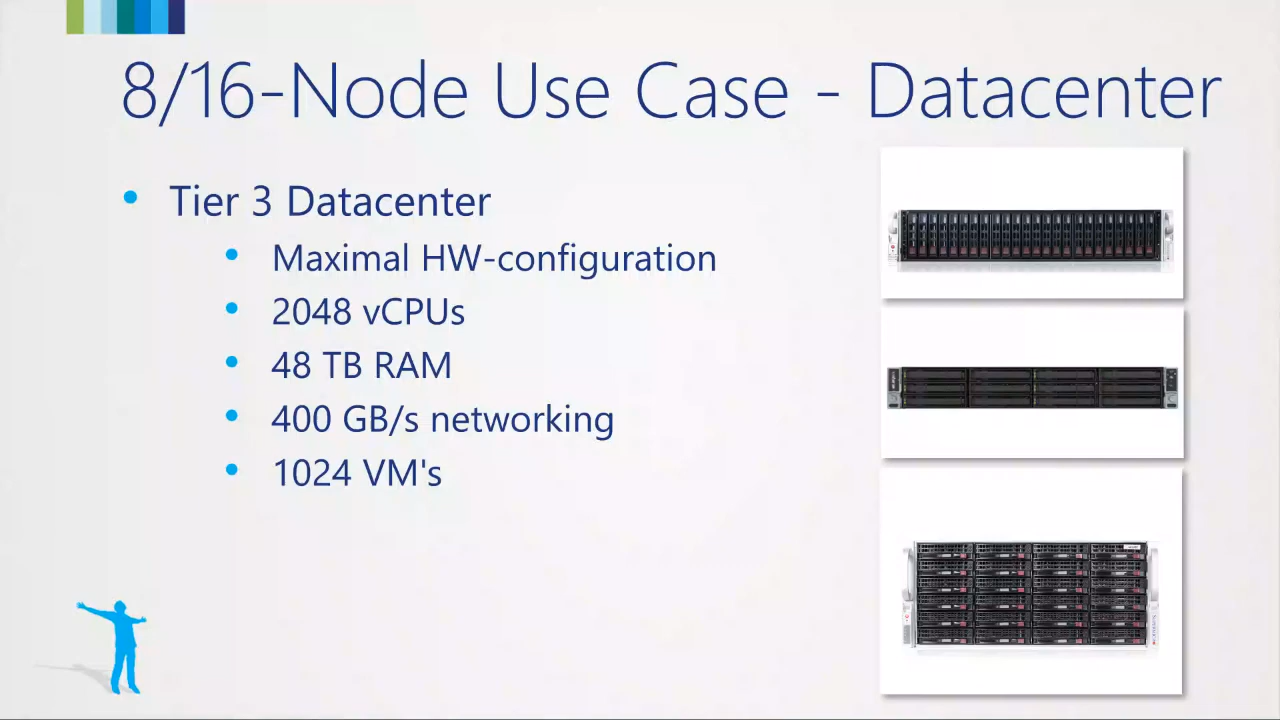 8/16-Node Use Case - Datacenter
Tier 3 Datacenter
Maximal HW-configuration
2048 vCPUs
48 TB RAM
400 GB/s networking
1024 VM's